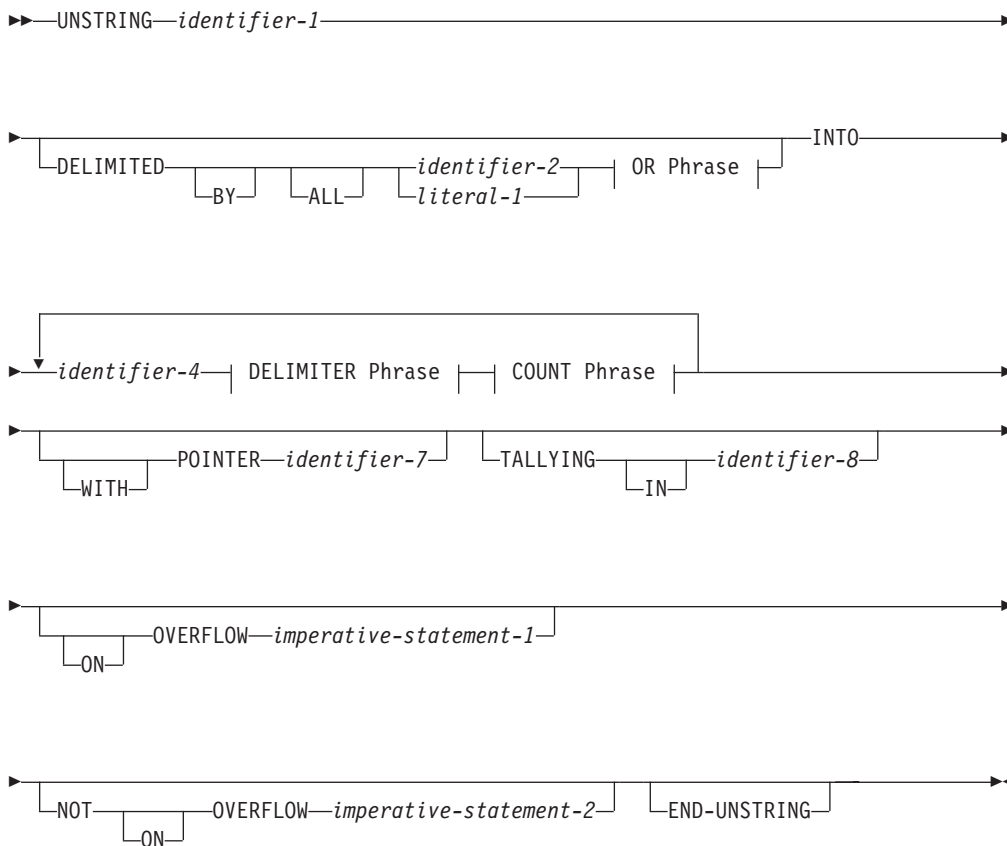 UNSTRING identifier-1
DELIMITED BY ALL identifier-2 literal-1 OR Phrase INTO
identifier-4 DELIMITER Phrase COUNT Phrase
WITH POINTER identifier-7 TALLYING IN identifier-8
ON OVERFLOW imperative-statement-1
NOT ON OVERFLOW imperative-statement-2 END-UNSTRING